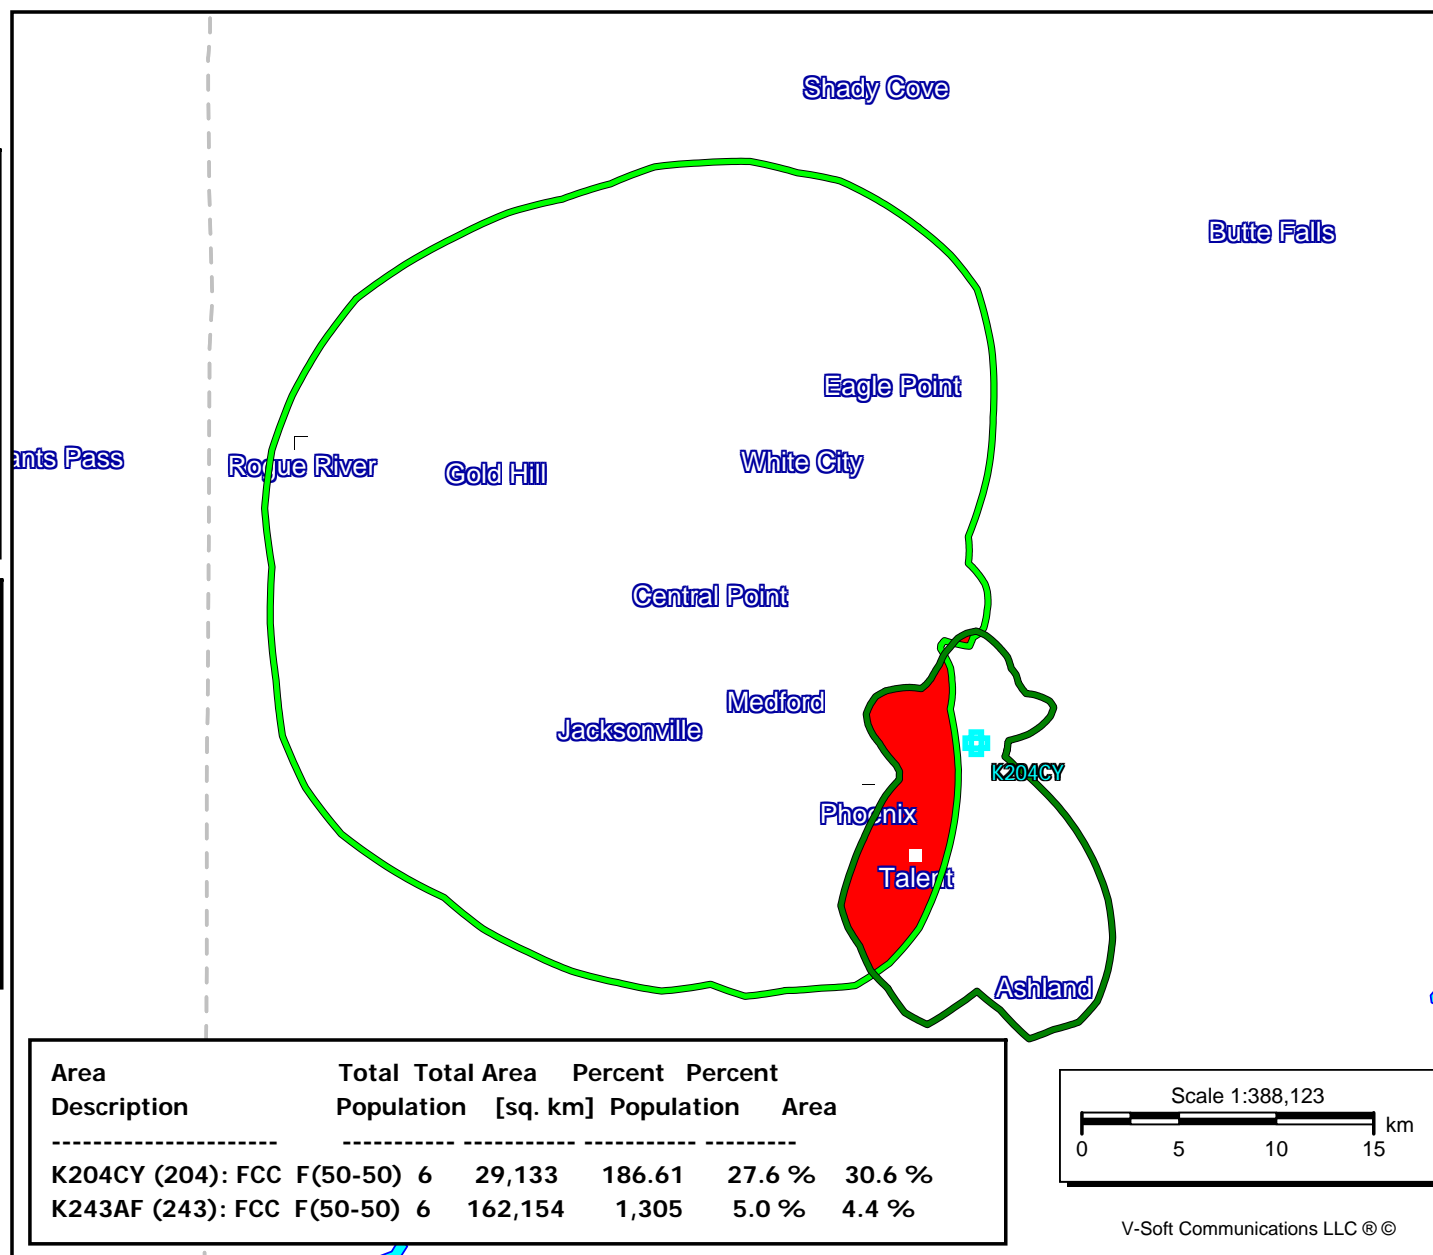 Shady Cove
Butte Falls
Eagle Point
ants Pass
Rogue River
Gold Hill
White City
Central Point
Medford
Jacksonville
K204CY
Phoenix
Talent
Ashland
Area Total Total Area Percent Percent
Description Population [sq. km] Population Area
---------------------- ----------- ----------- ----------- ---------
K204CY (204): FCC F(50-50) 6 29,133 186.61 27.6 % 30.6 %
K243AF (243): FCC F(50-50) 6 162,154 1,305 5.0 % 4.4 %
Scale 1:388,123
km
0 5 10 15
V-Soft Communications LLC ® ©